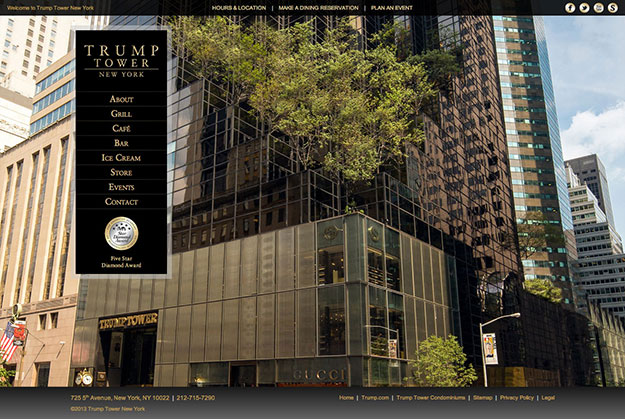 Welcome to Trump Tower New York
HOURS & LOCATION | MAKE A DINING RESERVATION | PLAN AN EVENT
TRUMP
TOWER
NEW YORK
ABOUT
GRILL
CAFÉ
BAR
ICE CREAM
STORE
EVENTS
CONTACT
Star
Diamond
Award
Five Star
Diamond Award
TRUMP TOWER
GUCCI
725 5th Avenue, New York, NY 10022 | 212-715-7290
Home | Trump.com | Trump Tower Condominiums | Sitemap | Privacy Policy | Legal
©2013 Trump Tower New York